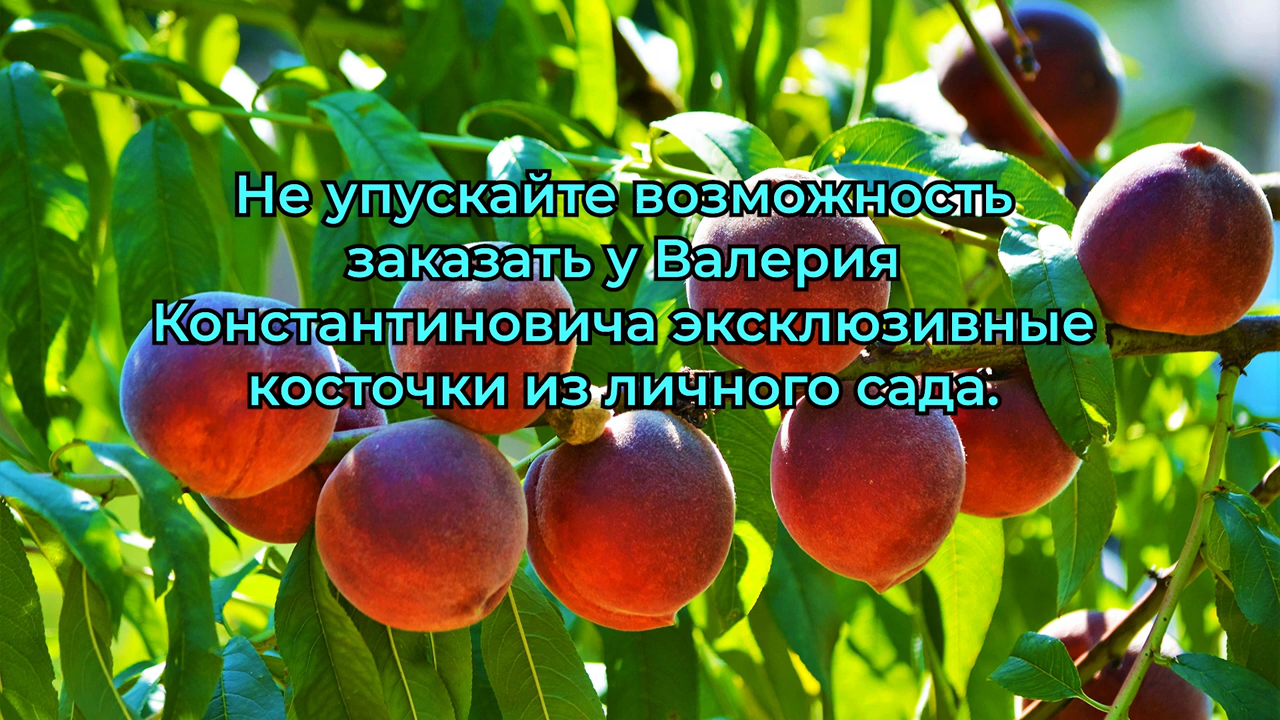 Не упускайте возможность
заказать у Валерия
Константиновича эксклюзивные
косточки из личного сада.